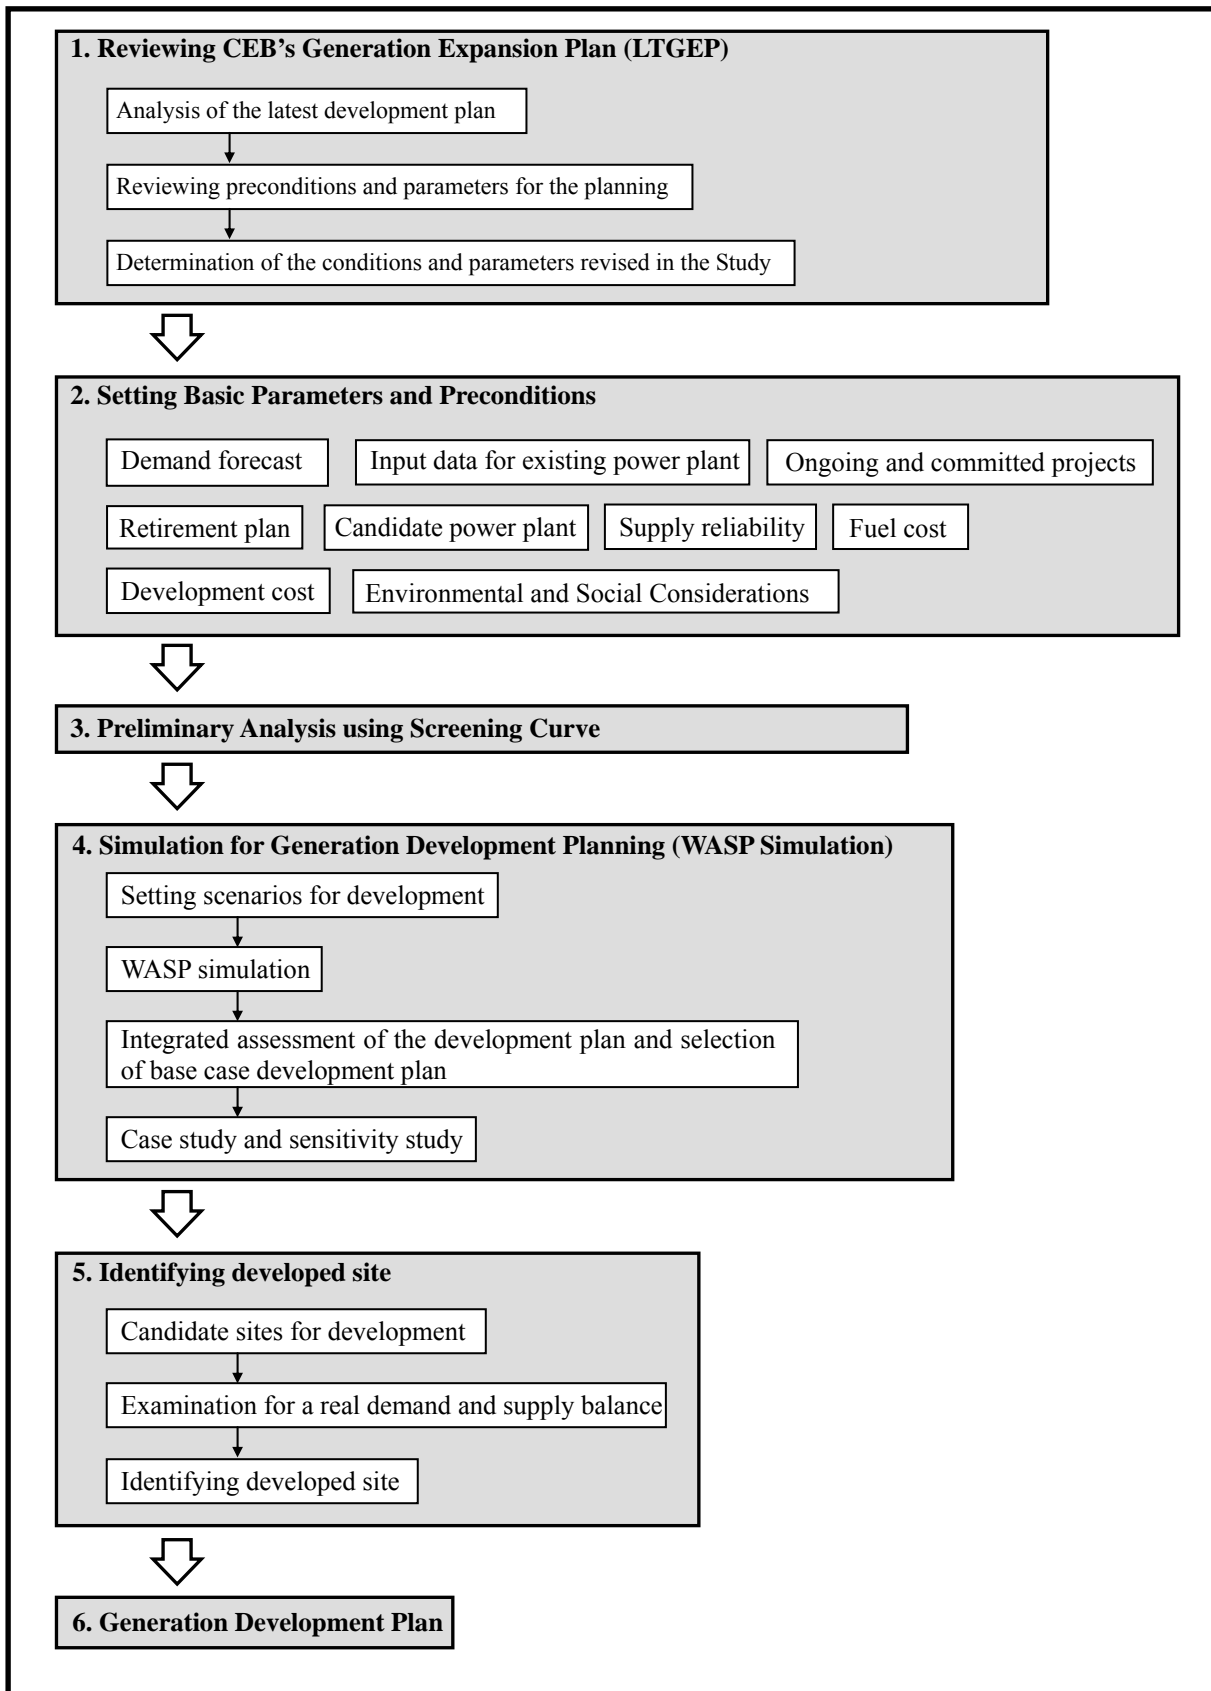 1. Reviewing CEB’s Generation Expansion Plan (LTGEP)
Analysis of the latest development plan
Reviewing preconditions and parameters for the planning
Determination of the conditions and parameters revised in the Study
2. Setting Basic Parameters and Preconditions
Demand forecast
Input data for existing power plant
Ongoing and committed projects
Retirement plan
Candidate power plant
Supply reliability
Fuel cost
Development cost
Environmental and Social Considerations
3. Preliminary Analysis using Screening Curve
4. Simulation for Generation Development Planning (WASP Simulation)
Setting scenarios for development
WASP simulation
Integrated assessment of the development plan and selection
of base case development plan
Case study and sensitivity study
5. Identifying developed site
Candidate sites for development
Examination for a real demand and supply balance
Identifying developed site
6. Generation Development Plan